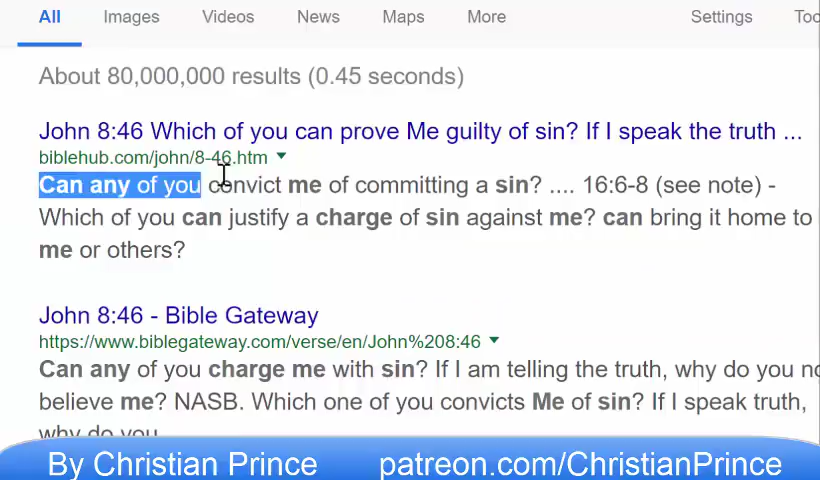 All Images Videos News Maps More Settings Too
About 80,000,000 results (0.45 seconds)
John 8:46 Which of you can prove Me guilty of sin? If I speak the truth ...
biblehub.com/john/8-46.htm
Can any of you convict me of committing a sin? .... 16:6-8 (see note) -
Which of you can justify a charge of sin against me? can bring it home to
me or others?
John 8:46 - Bible Gateway
https://www.biblegateway.com/verse/en/John%208:46
Can any of you charge me with sin? If I am telling the truth, why do you no
believe me? NASB. Which one of you convicts Me of sin? If I speak truth,
why do you
By Christian Prince patreon.com/ChristianPrince